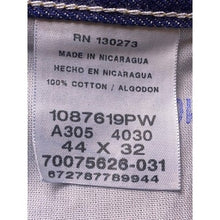 RN 130273
MADE IN NICARAGUA
HECHO EN NICARAGUA
100% COTTON / ALGODON
1087619PW
A305 4030
44 X 32
70075626-031
672787789944